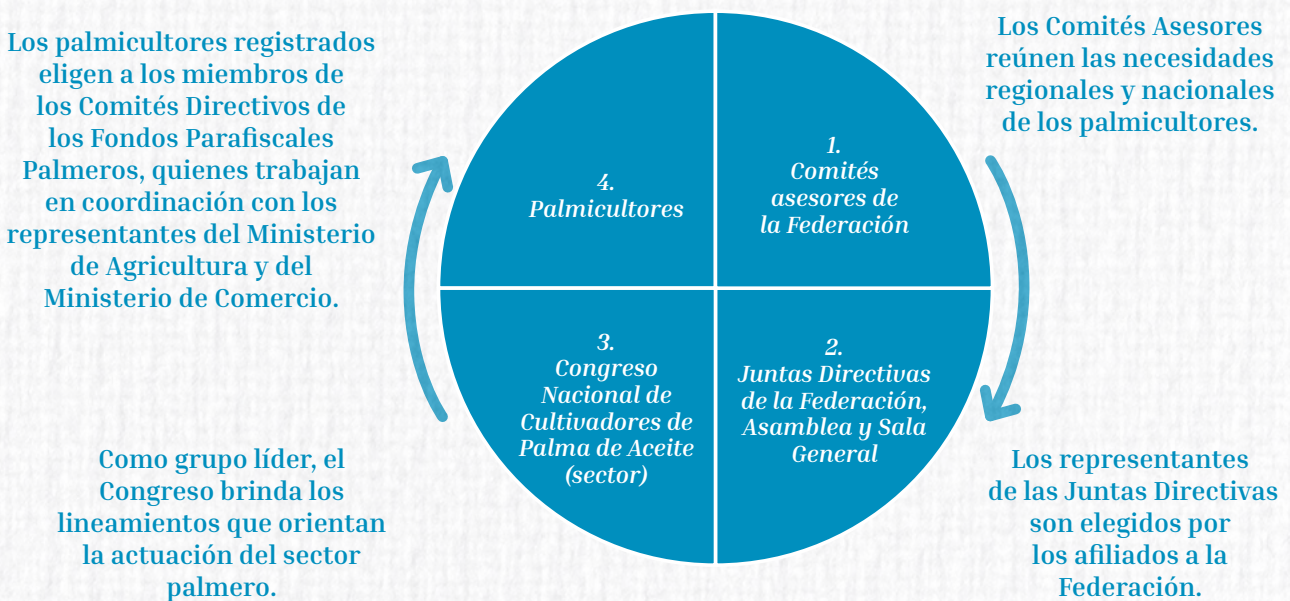 Los palmicultores registrados
eligen a los miembros de
los Comités Directivos de
los Fondos Parafiscales
Palmeros, quienes trabajan
en coordinación con los
representantes del Ministerio
de Agricultura y del
Ministerio de Comercio.
4.
Palmicultores
1.
Comités
asesores de
la Federación
Los Comités Asesores
reúnen las necesidades
regionales y nacionales
de los palmicultores.
Como grupo líder, el
Congreso brinda los
lineamientos que orientan
la actuación del sector
palmero.
3.
Congreso
Nacional de
Cultivadores de
Palma de Aceite
(sector)
2.
Juntas Directivas
de la Federación,
Asamblea y Sala
General
Los representantes
de las Juntas Directivas
son elegidos por
los afiliados a la
Federación.